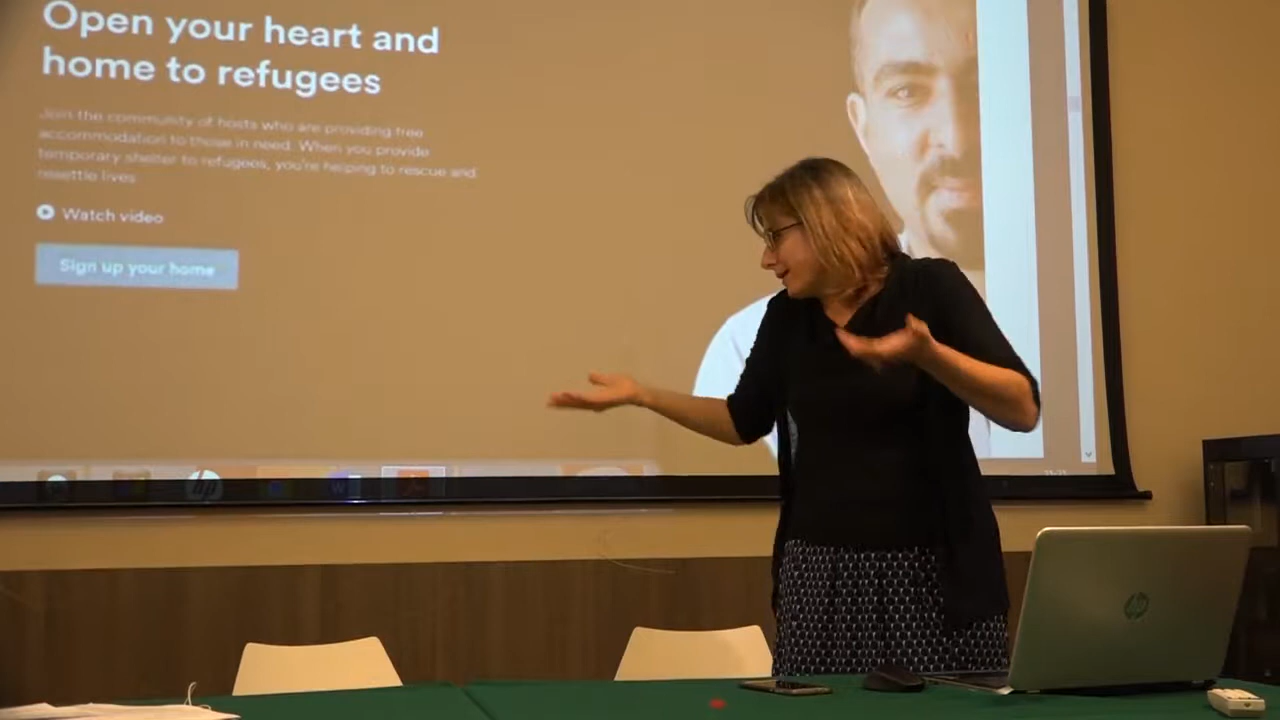 Open your heart and
home to refugees
Join the community of hosts who are providing free
accommodation to those in need. When you provide
temporary shelter to refugees, you're helping to rescue and
resettle lives
Watch video
Sign up your home
hp
W
hp